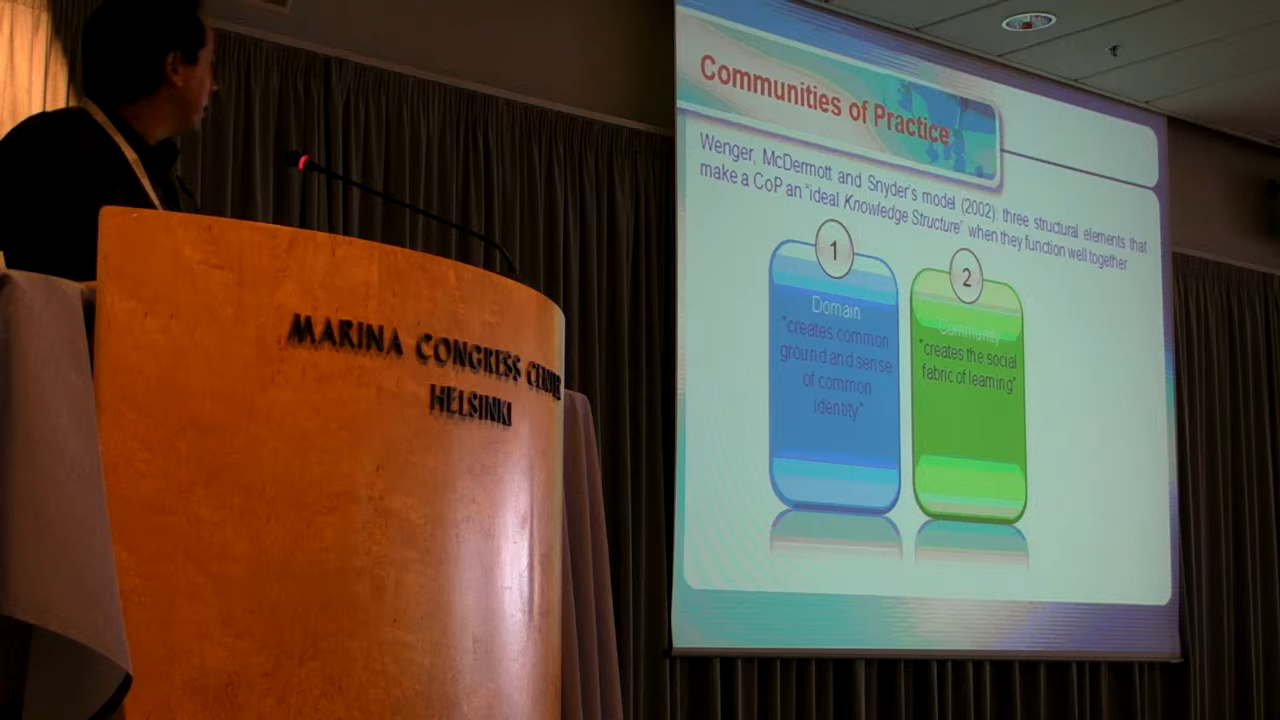 MARINA CONGRESS CENTER
HELSINKI
Communities of Practice
Wenger, McDermott and Snyder's model (2002): three structural elements that
make a CoP an "ideal Knowledge Structure" when they function well together
1
Domain
"creates common
ground and sense
of common
identity"
2
Community
"creates the social
fabric of learning"